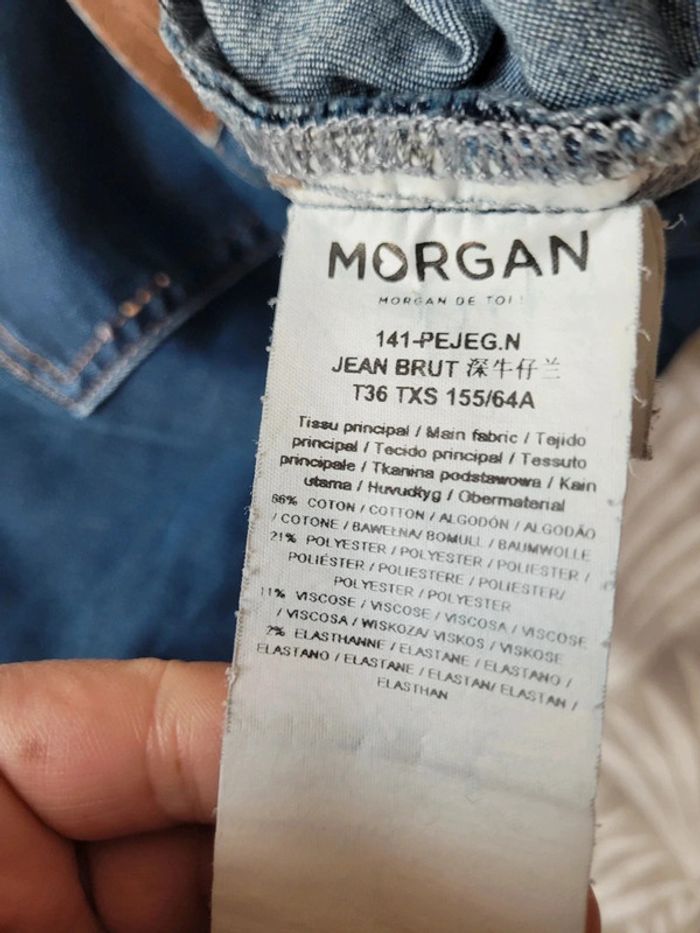 MORGAN
MORGAN DE TOI
141-PEJEG.N
JEAN BRUT 深牛仔兰
T36 TXS 155/64A
Tissu principal / Main fabric / Tejido
principal / Tecido principal / Tessuto
principale / Tkanina podstawowa / Kain
utama / Huvudtyg / Obermaterial
66% COTON / COTTON / ALGODÓN / ALGODÃO
/ COTONE / BAWEŁNA/ BOMULL / BAUMWOLLE
21% POLYESTER / POLYESTER / POLIESTER /
POLIÉSTER / POLIESTERE / POLIESTER/
POLYESTER / POLYESTER
11% VISCOSE / VISCOSE / VISCOSA / VISCOSE
/ VISCOSA / WISKOZA/ VISKOS / VISKOSE
2% ELASTHANNE / ELASTANE / ELASTANO /
ELASTANO / ELASTANE / ELASTAN/ ELASTAN /
ELASTHAN